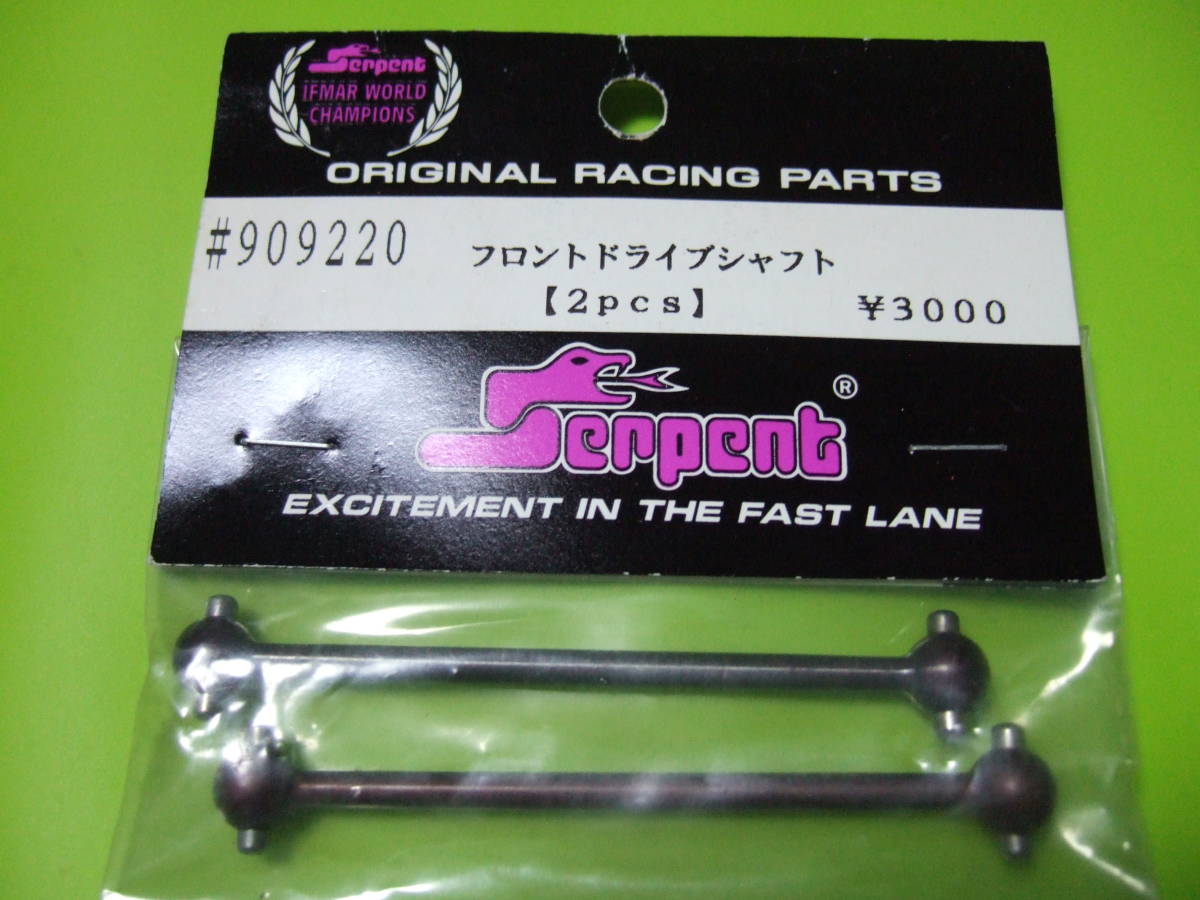 Serpent
IFMAR WORLD
CHAMPIONS
ORIGINAL RACING PARTS
#909220 フロントドライブシャフト
【2pcs】 ¥3000
Serpent ®
EXCITEMENT IN THE FAST LANE